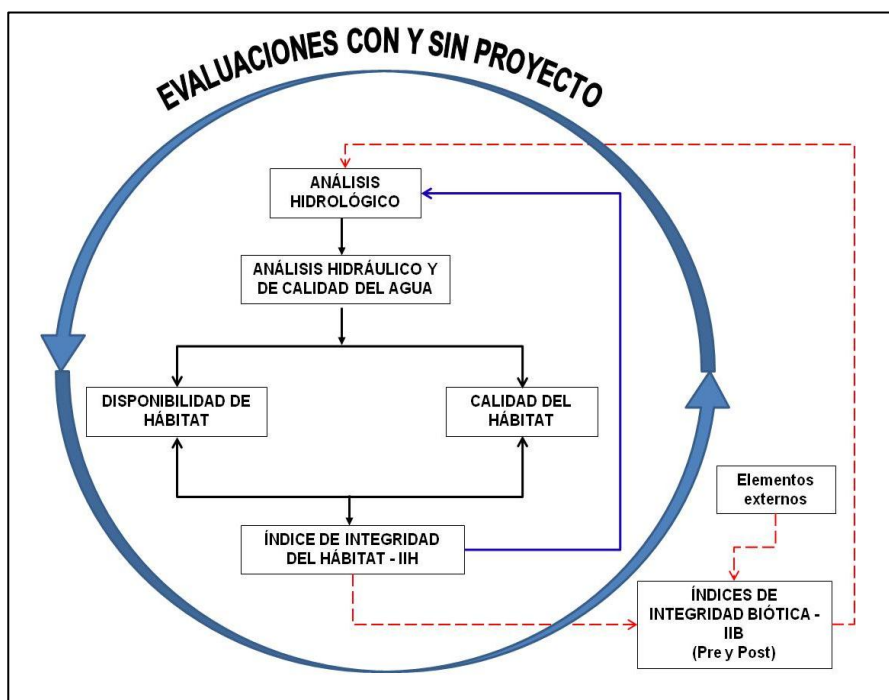 EVALUACIONES CON Y SIN PROYECTO
ANÁLISIS
HIDROLÓGICO
ANÁLISIS HIDRÁULICO Y
DE CALIDAD DEL AGUA
DISPONIBILIDAD DE
HÁBITAT
CALIDAD DEL
HÁBITAT
ÍNDICE DE INTEGRIDAD
DEL HÁBITAT - IIH
Elementos
externos
ÍNDICES DE
INTEGRIDAD BIÓTICA -
IIB
(Pre y Post)